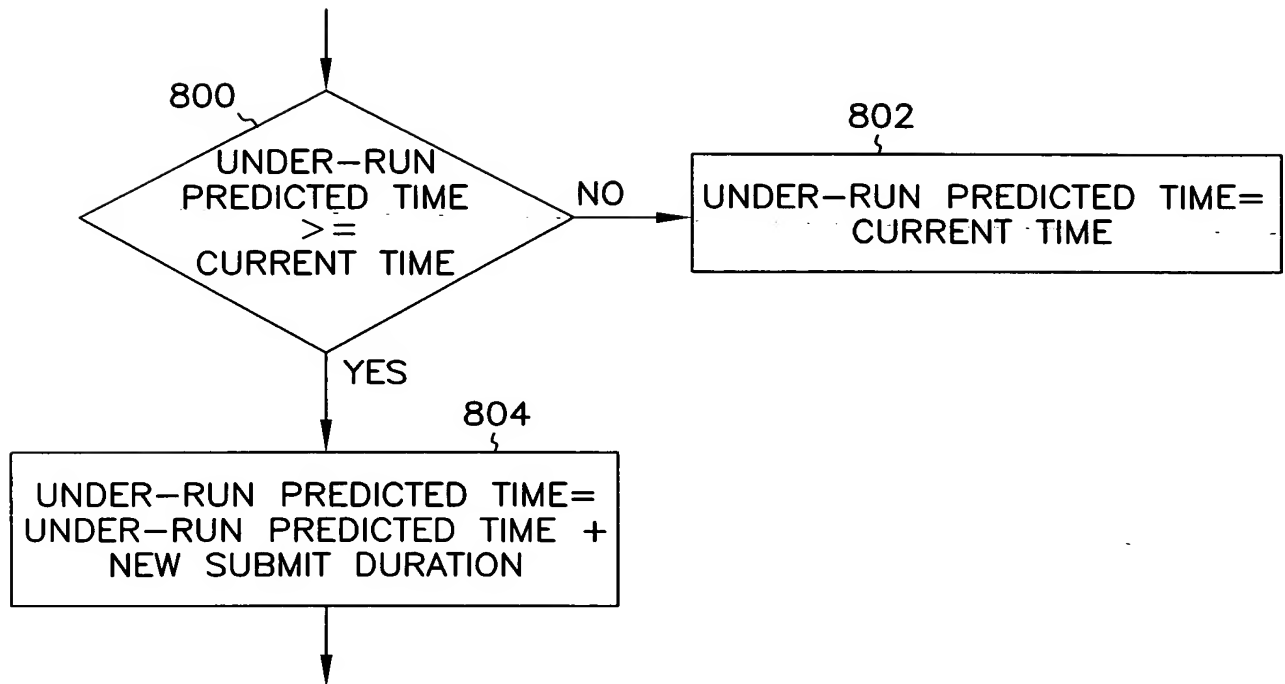 800
UNDER-RUN
PREDICTED TIME
>=
CURRENT TIME
NO
802
UNDER-RUN PREDICTED TIME=
CURRENT TIME
YES
804
UNDER-RUN PREDICTED TIME=
UNDER-RUN PREDICTED TIME +
NEW SUBMIT DURATION